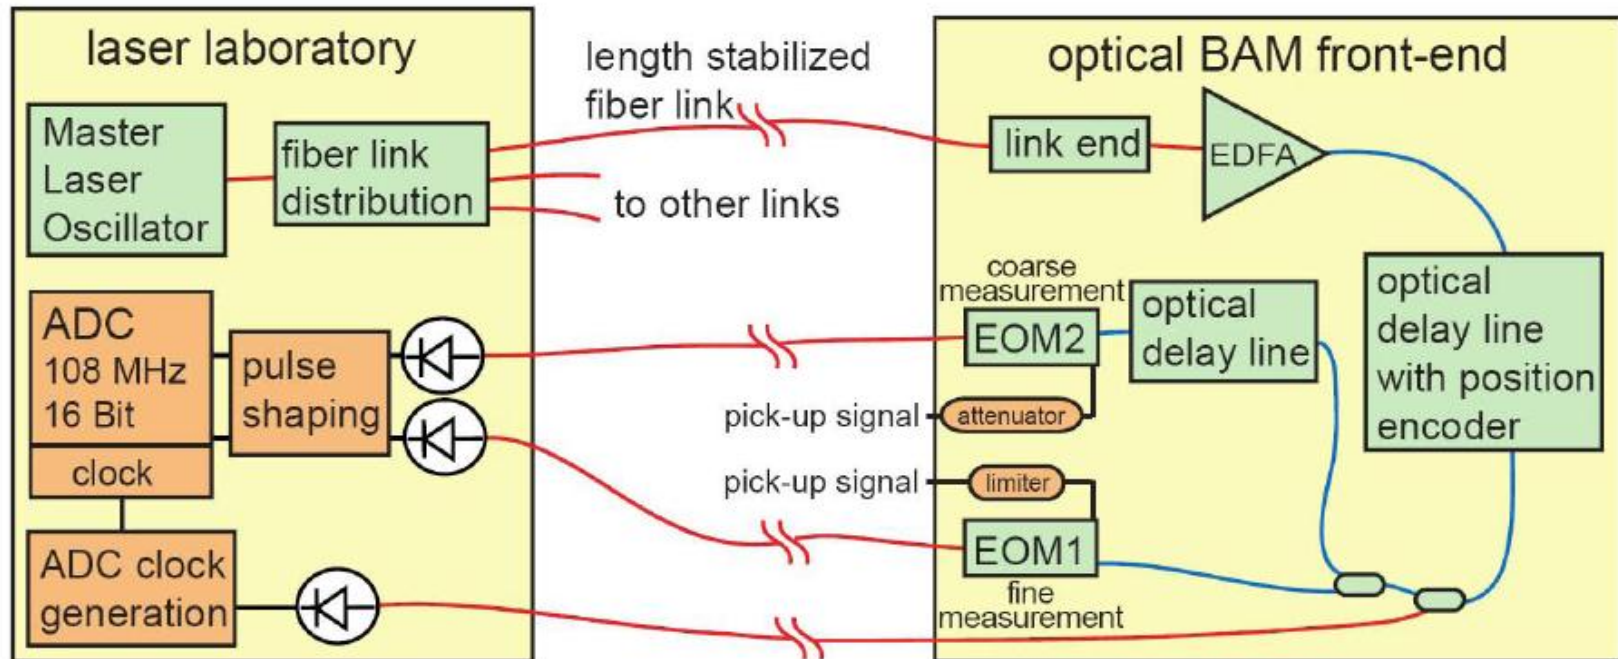 laser laboratory
Master
Laser
Oscillator
fiber link
distribution
length stabilized
fiber link
to other links
ADC
108 MHz
16 Bit
clock
pulse
shaping
ADC clock
generation
pick-up signal
pick-up signal
optical BAM front-end
link end
EDFA
coarse
measurement
EOM2
attenuator
optical
delay line
optical
delay line
with position
encoder
limiter
EOM1
fine
measurement